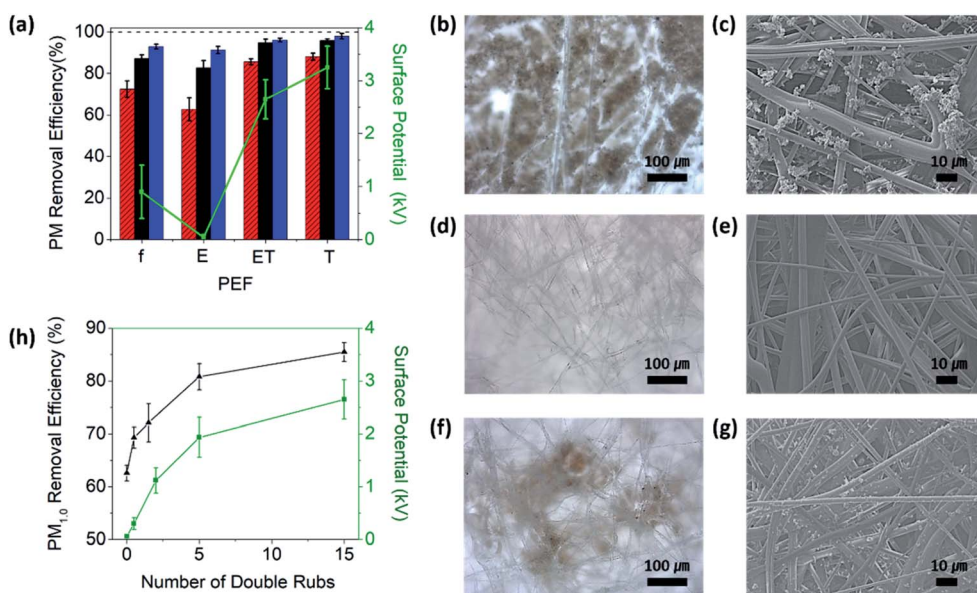 (a)
PM Removal Efficiency(%)
100
80
60
40
20
0
f
E
ET
T
PEF
4
3
2
1
0
Surface Potential (kV)
(b)
100 μm
(c)
10 μm
(d)
100 μm
(e)
10 μm
(h)
PM1.0 Removal Efficiency (%)
90
80
70
60
50
0
5
10
15
Number of Double Rubs
4
3
2
1
0
Surface Potential (kV)
(f)
100 μm
(g)
10 μm